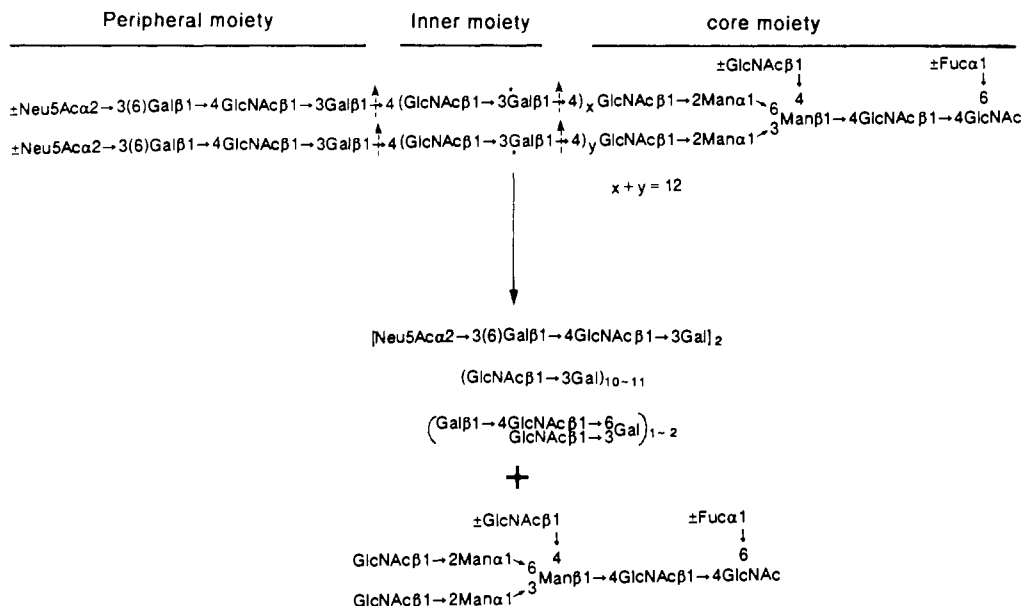 Peripheral moiety Inner moiety core moiety
±GlcNAcβ1 ±Fucα1
↓ ↓
±Neu5Acα2→3(6)Galβ1→4GlcNAcβ1→3Galβ1→4(GlcNAcβ1→3Galβ1→4)xGlcNAcβ1→2Manα1 6 4 6
3 Manβ1→4GlcNAcβ1→4GlcNAc
±Neu5Acα2→3(6)Galβ1→4GlcNAcβ1→3Galβ1→4(GlcNAcβ1→3Galβ1→4)yGlcNAcβ1→2Manα1
x + y = 12
[Neu5Acα2→3(6)Galβ1→4GlcNAcβ1→3Gal]2
(GlcNAcβ1→3Gal)10~11
(Galβ1→4GlcNAcβ1→6
GlcNAcβ1→3Gal)1~2
+
±GlcNAcβ1 ±Fucα1
↓ ↓
GlcNAcβ1→2Manα1 6 4 6
3 Manβ1→4GlcNAcβ1→4GlcNAc
GlcNAcβ1→2Manα1